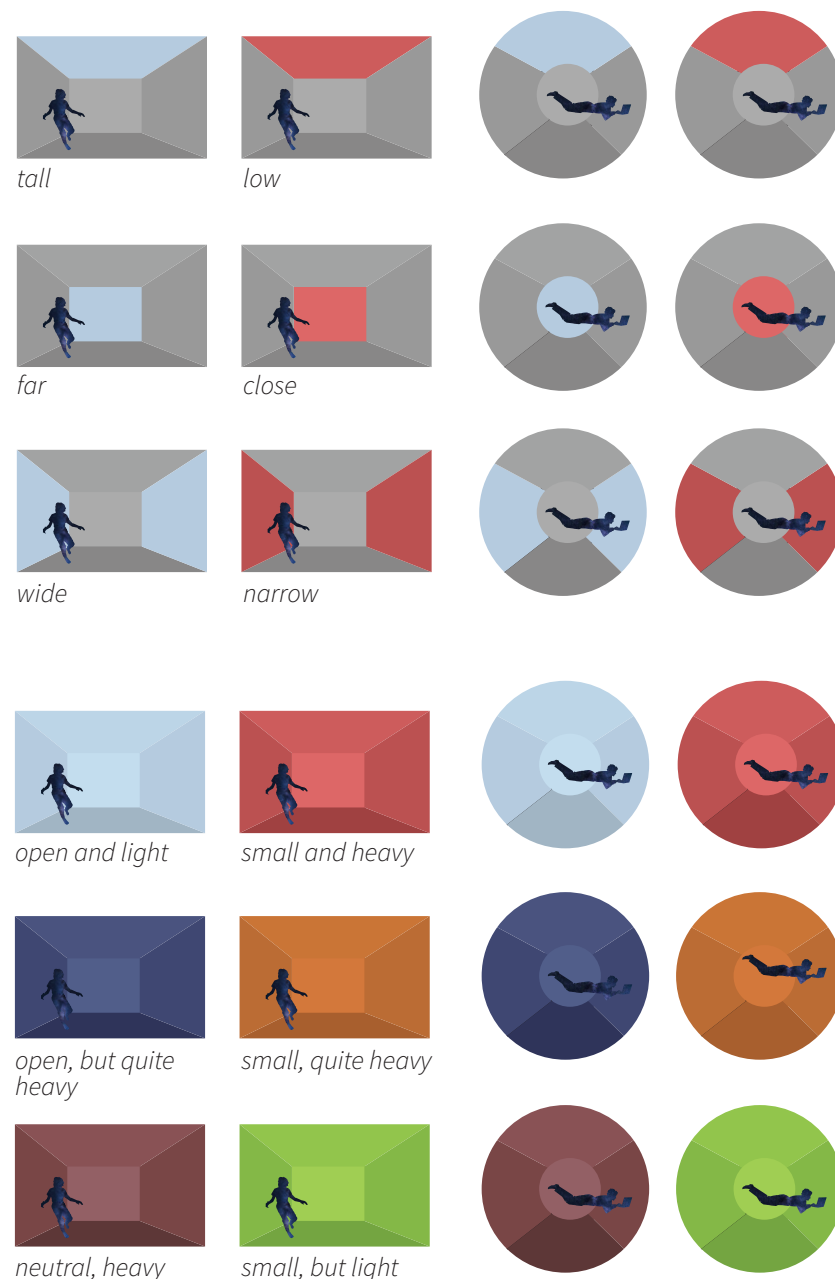 tall
low
far
close
wide
narrow
open and light
small and heavy
open, but quite
heavy
small, quite heavy
neutral, heavy
small, but light